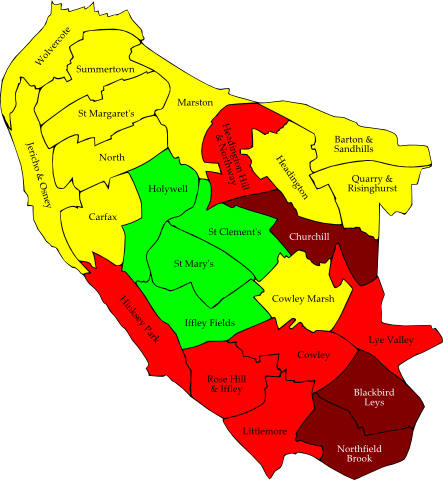 Wolvercote
Summertown
St Margaret's
Marston
Headington Hill
& Northway
Barton &
Sandhills
Jericho & Osney
North
Headington
Quarry &
Risinghurst
Holywell
Carfax
St Clement's
Churchill
St Mary's
Cowley Marsh
Hinksey Park
Iffley Fields
Lye Valley
Cowley
Rose Hill
& Iffley
Blackbird
Leys
Littlemore
Northfield
Brook